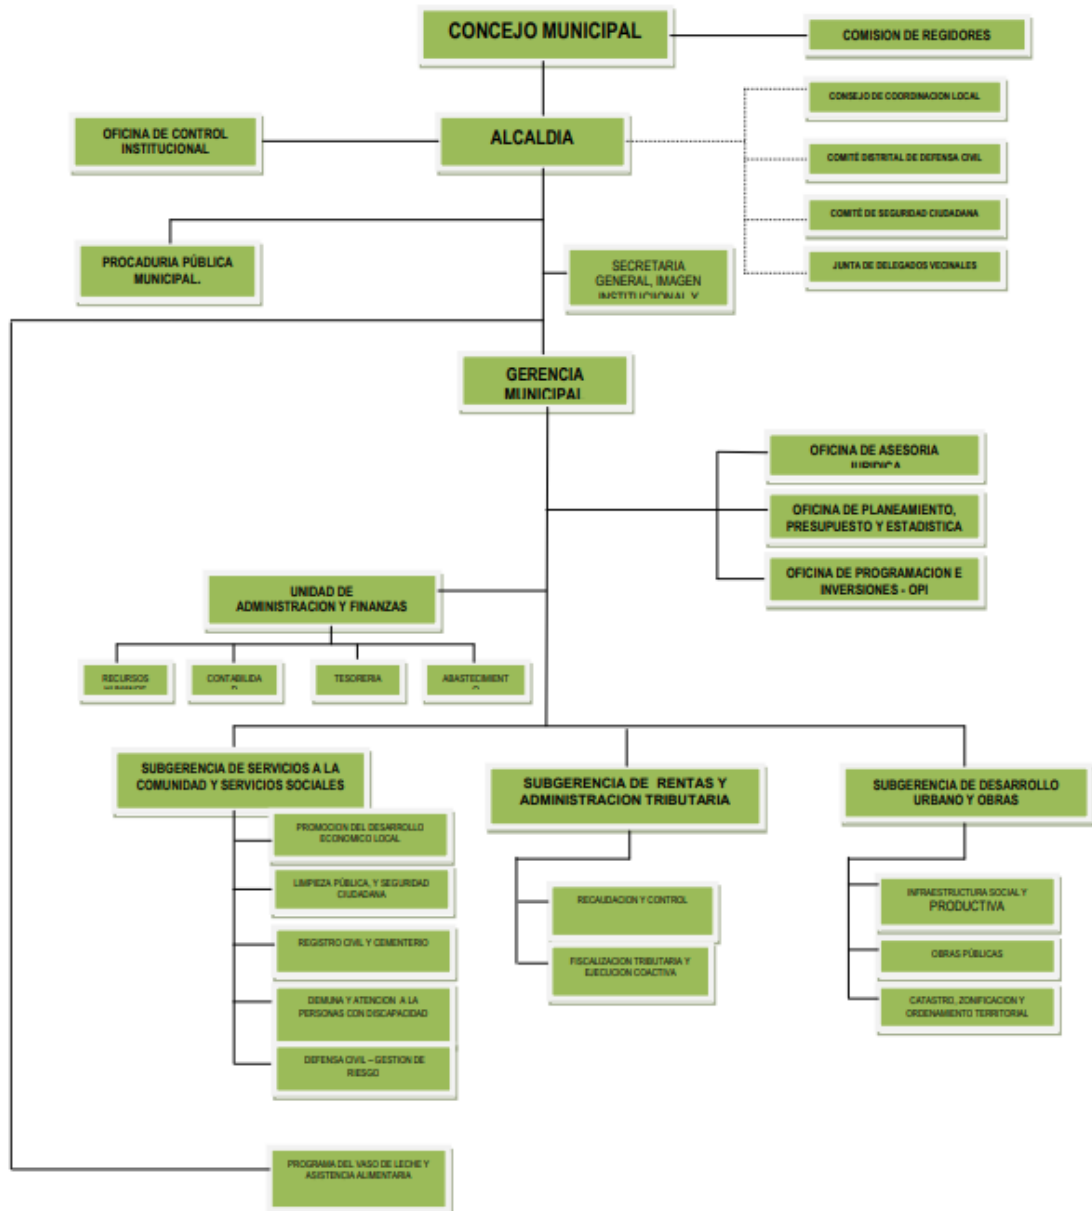 CONCEJO MUNICIPAL
COMISION DE REGIDORES
CONSEJO DE COORDINACION LOCAL
OFICINA DE CONTROL
INSTITUCIONAL
ALCALDIA
COMITÉ DISTRITAL DE DEFENSA CIVIL
COMITÉ DE SEGURIDAD CIUDADANA
PROCADURIA PÚBLICA
MUNICIPAL.
SECRETARIA
GENERAL, IMAGEN
INSTITUCIIONAL Y
JUNTA DE DELEGADOS VECINALES
GERENCIA
MUNICIPAL
OFICINA DE ASESORIA
JURIDICA
OFICINA DE PLANEAMIENTO,
PRESUPUESTO Y ESTADISTICA
OFICINA DE PROGRAMACION E
INVERSIONES - OPI
UNIDAD DE
ADMINISTRACION Y FINANZAS
RECURSOS
HUMANOS
CONTABILIDA
D
TESORERIA
ABASTECIMIENT
O
SUBGERENCIA DE SERVICIOS A LA
COMUNIDAD Y SERVICIOS SOCIALES
SUBGERENCIA DE RENTAS Y
ADMINISTRACION TRIBUTARIA
SUBGERENCIA DE DESARROLLO
URBANO Y OBRAS
PROMOCION DEL DESARROLLO
ECONOMICO LOCAL
LIMPIEZA PÚBLICA, Y SEGURIDAD
CIUDADANA
REGISTRO CIVIL Y CEMENTERIO
DEMUNA Y ATENCION A LA
PERSONAS CON DISCAPACIDAD
DEFENSA CIVIL – GESTION DE
RIESGO
RECAUDACION Y CONTROL
FISCALIZACION TRIBUTARIA Y
EJECUCION COACTIVA
INFRAESTRUCTURA SOCIAL Y
PRODUCTIVA
OBRAS PÚBLICAS
CATASTRO, ZONIFICACION Y
ORDENAMIENTO TERRITORIAL
PROGRAMA DEL VASO DE LECHE Y
ASISTENCIA ALIMENTARIA